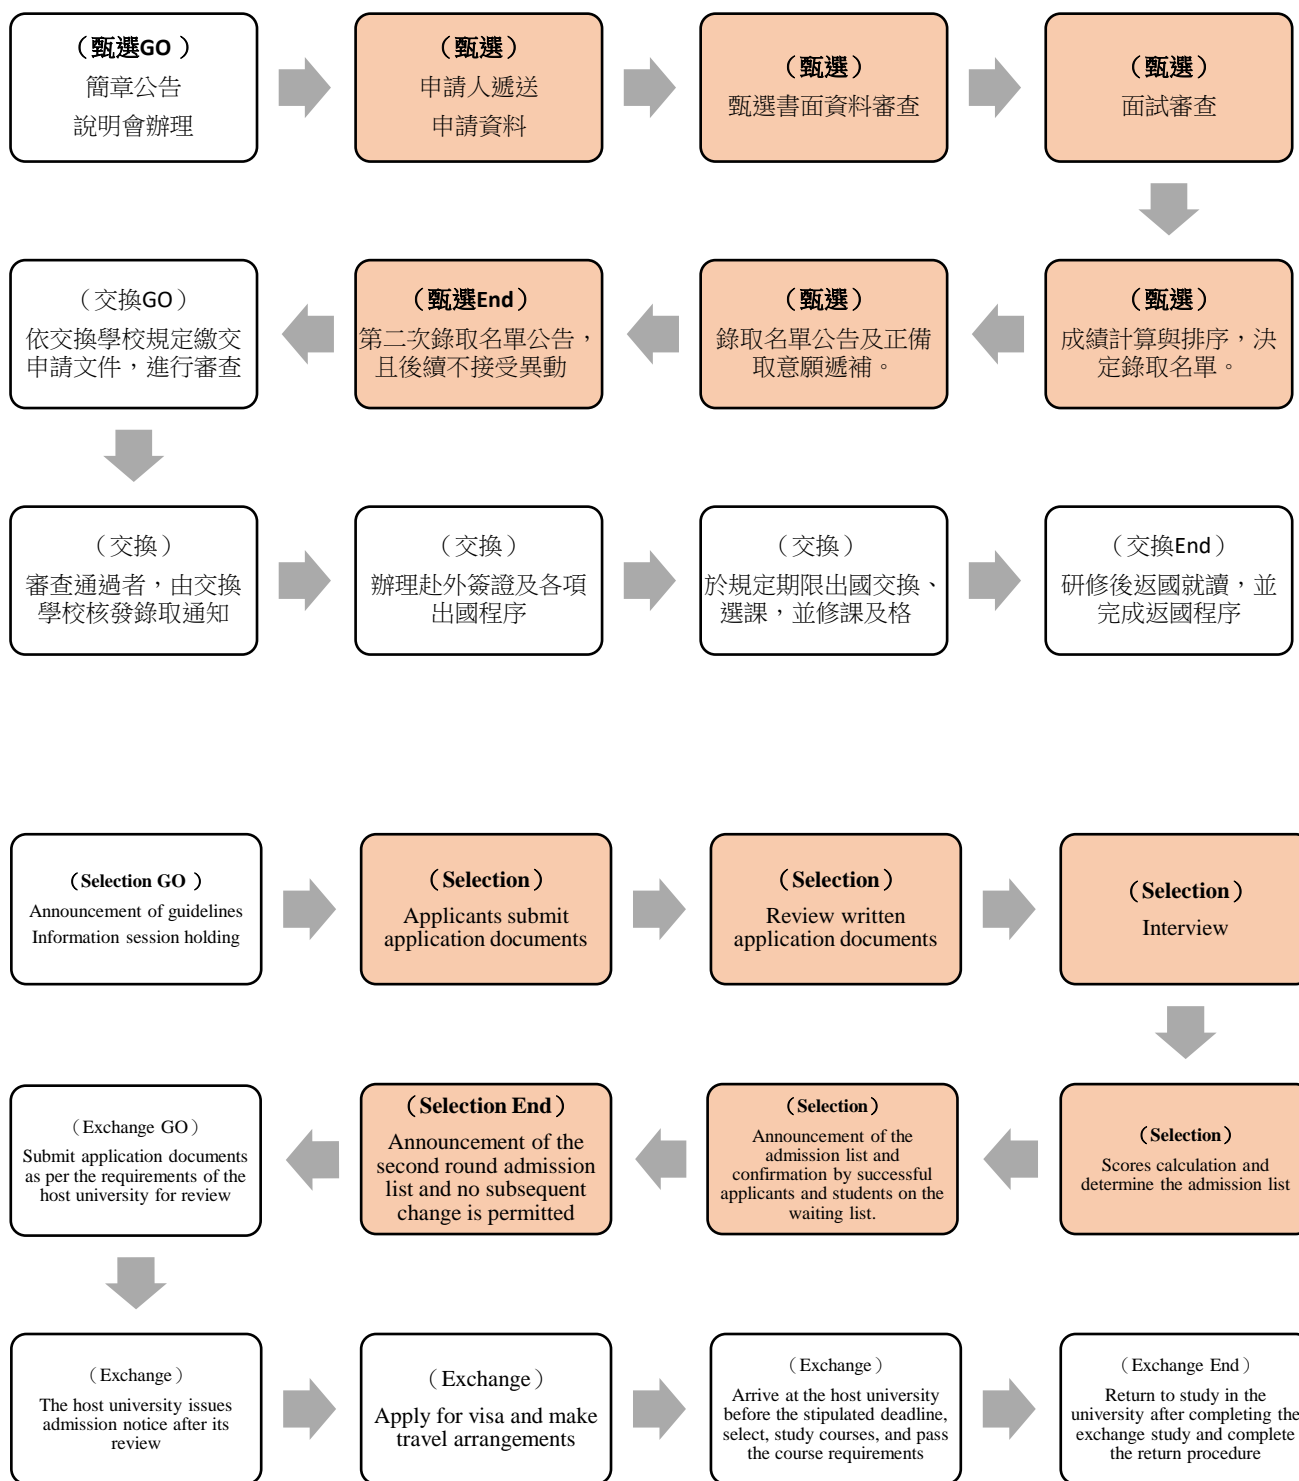 （甄選GO）
簡章公告
說明會辦理
（甄選）
申請人遞送
申請資料
（甄選）
甄選書面資料審查
（甄選）
面試審查
（交換GO）
依交換學校規定繳交
申請文件，進行審查
（甄選End）
第二次錄取名單公告，
且後續不接受異動
（甄選）
錄取名單公告及正備
取意願遞補。
（甄選）
成績計算與排序，決
定錄取名單。
（交換）
審查通過者，由交換
學校核發錄取通知
（交換）
辦理赴外簽證及各項
出國程序
（交換）
於規定期限出國交換、
選課，並修課及格
（交換End）
研修後返國就讀，並
完成返國程序
（Selection GO）
Announcement of guidelines
Information session holding
（Selection）
Applicants submit
application documents
（Selection）
Review written
application documents
（Selection）
Interview
（Exchange GO）
Submit application documents
as per the requirements of the
host university for review
（Selection End）
Announcement of the
second round admission
list and no subsequent
change is permitted
（Selection）
Announcement of the
admission list and
confirmation by successful
applicants and students on the
waiting list.
（Selection）
Scores calculation and
determine the admission list
（Exchange）
The host university issues
admission notice after its
review
（Exchange）
Apply for visa and make
travel arrangements
（Exchange）
Arrive at the host university
before the stipulated deadline,
select, study courses, and pass
the course requirements
（Exchange End）
Return to study in the
university after completing the
exchange study and complete
the return procedure